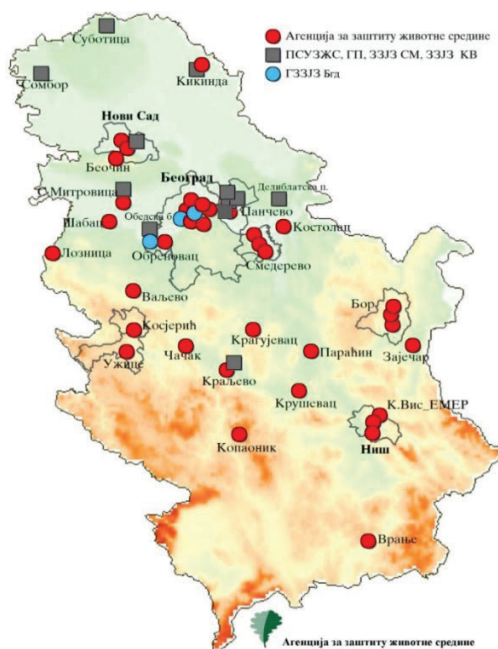 Агенција за заштиту животне средине
ПСУЗЖС, ГП, ЗЗЈЗ СМ, ЗЗЈЗ КВ
ГЗЗЈЗ Бгд
Суботица
Сомбор
Кикинда
Нови Сад
Беочин
С.Митровица
Београд
Делиблатска п.
Обедска б.
Панчево
Шабац
Костолац
Лозница
Обреновац
Смедерево
Ваљево
Бор
Косјерић
Крагујевац
Ужице
Чачак
Параћин
Зајечар
Краљево
Крушевац
К.Вис_ЕМЕР
Копаоник
Ниш
Врање
Агенција за заштиту животне средине